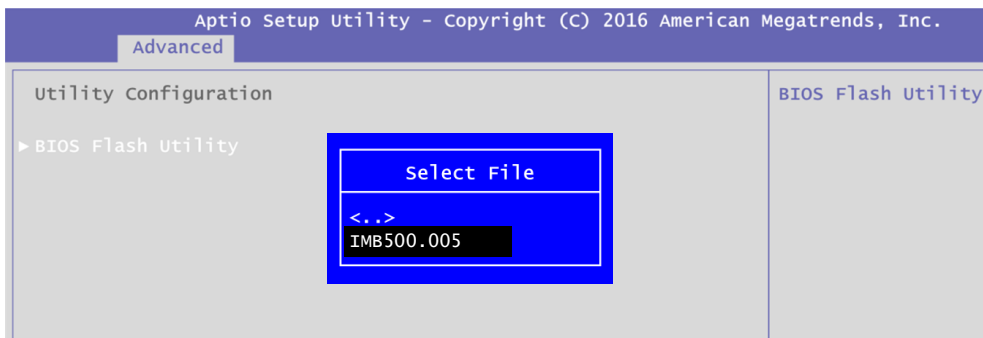 Aptio Setup Utility - Copyright (C) 2016 American Megatrends, Inc.
Advanced
Utility Configuration
BIOS Flash Utility
►BIOS Flash Utility
Select File
<..>
IMB500.005